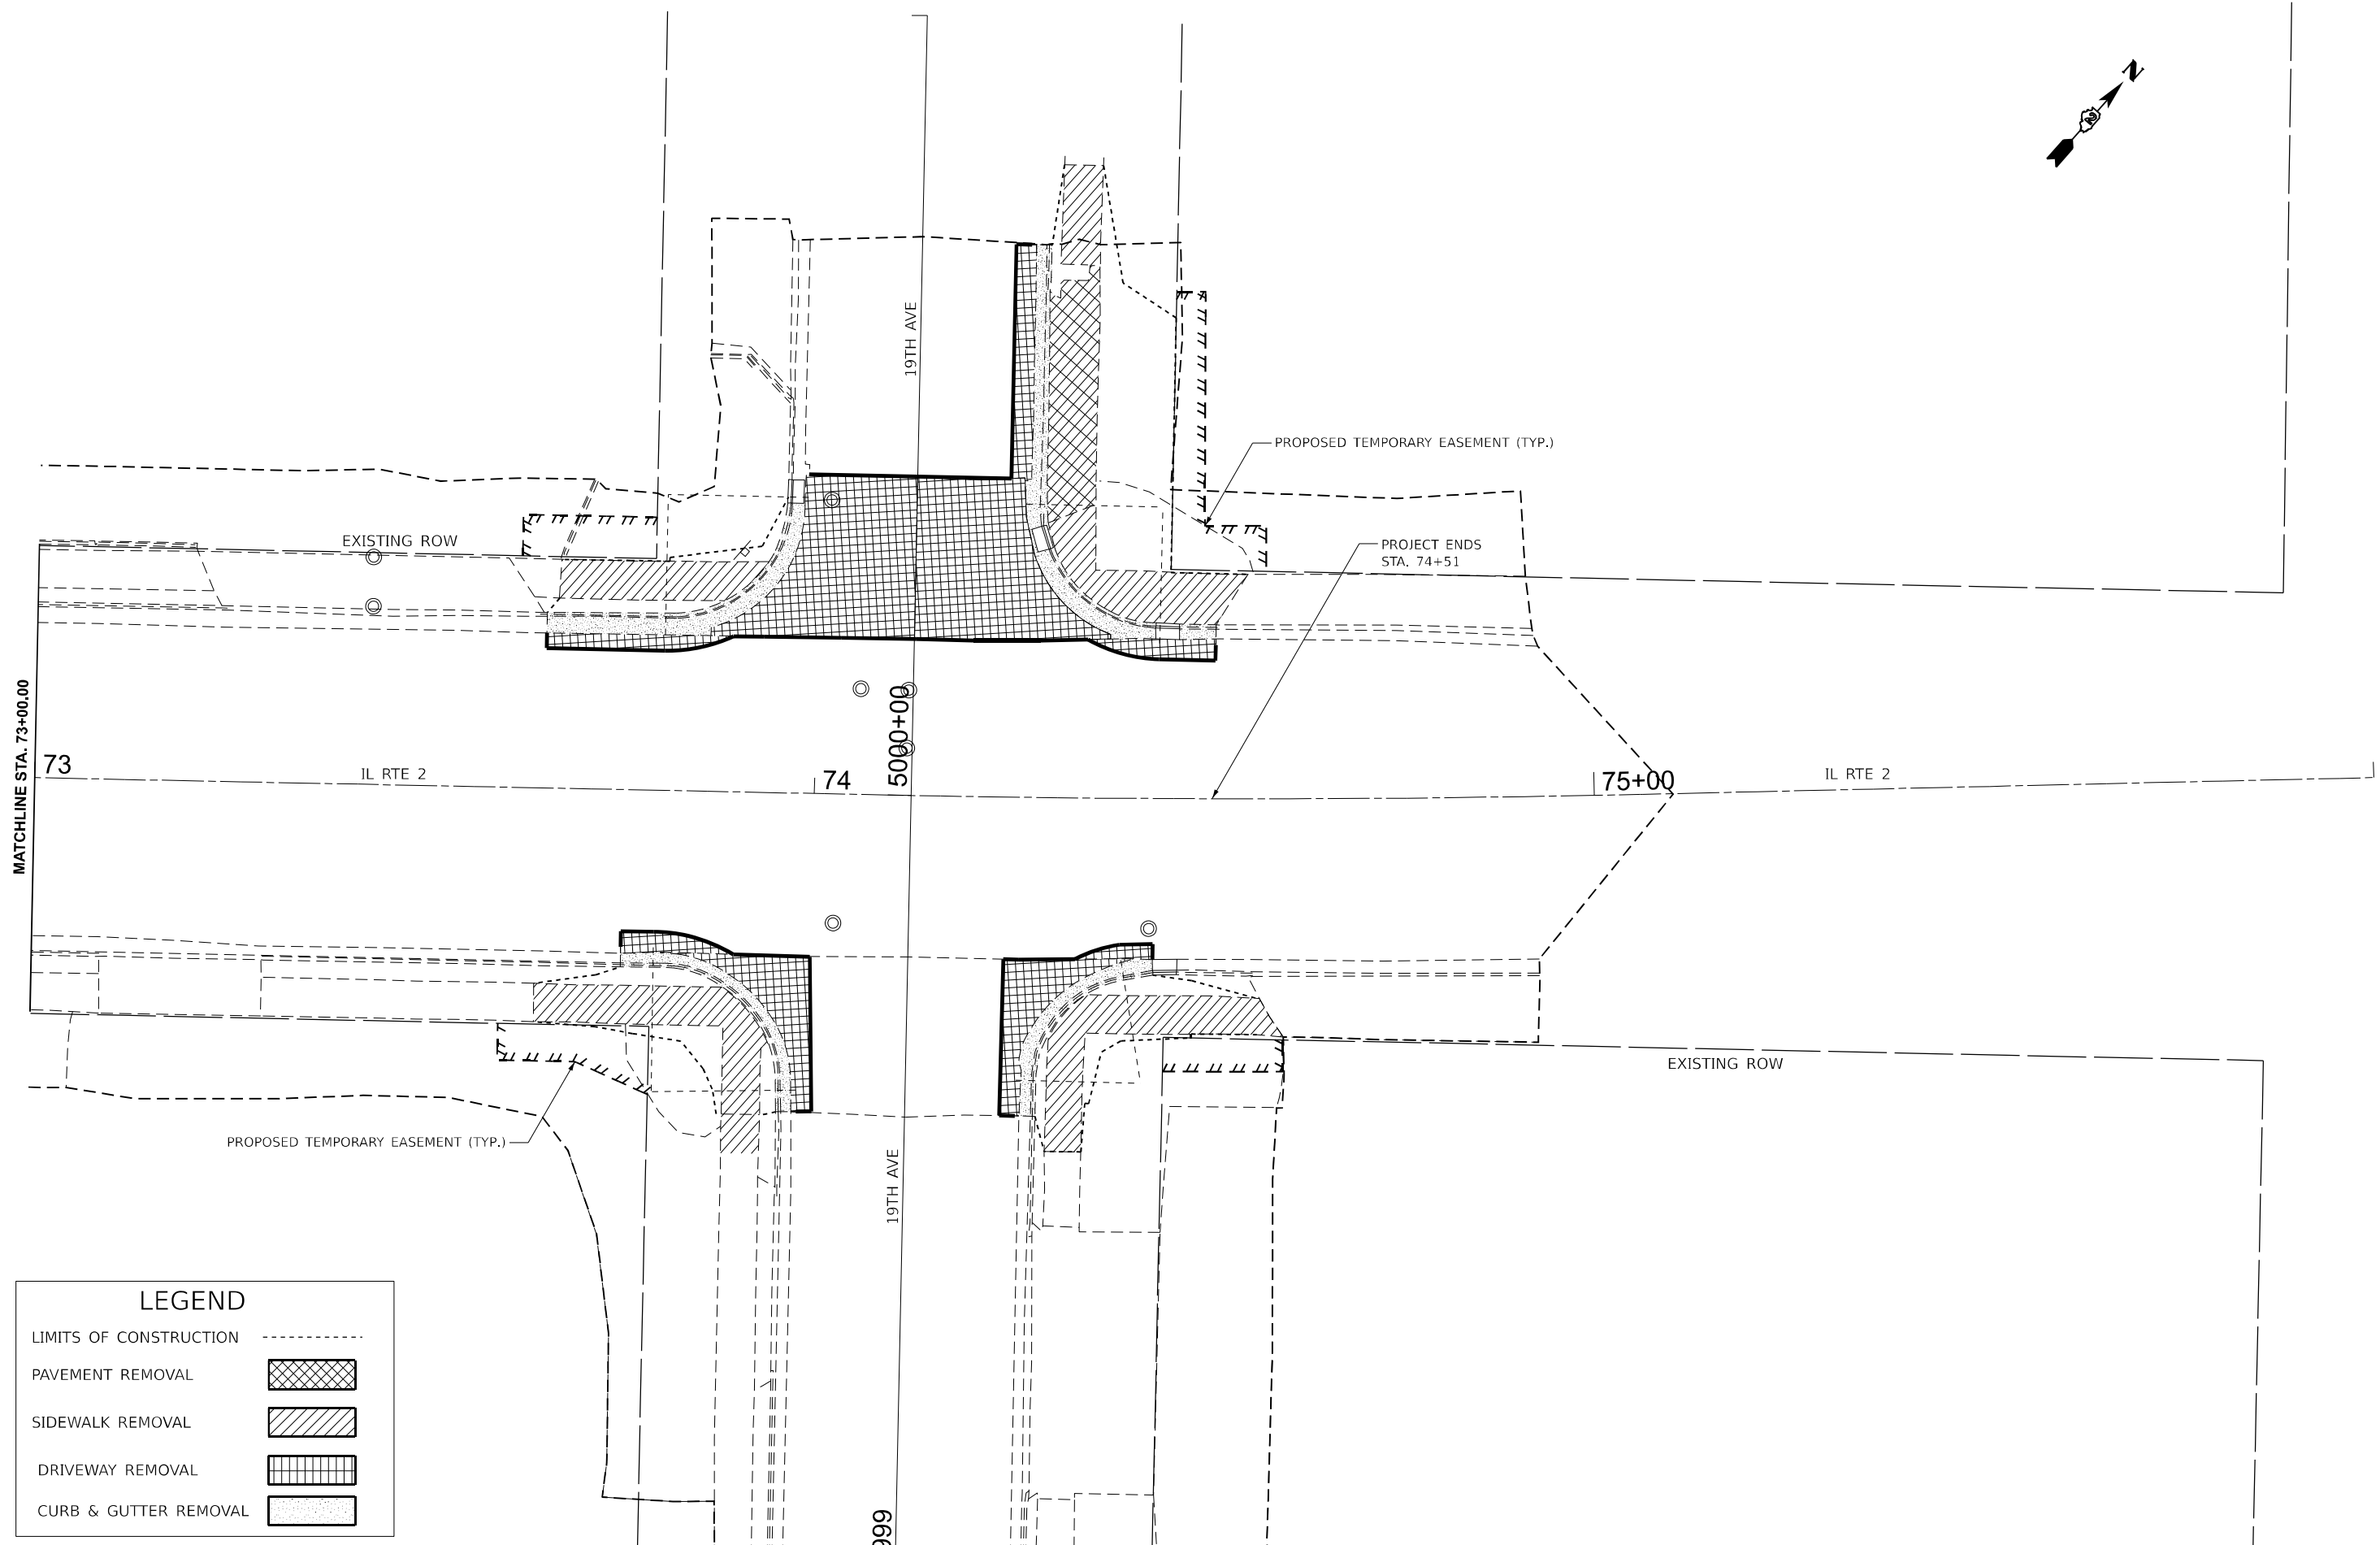 N
2
19TH AVE
PROPOSED TEMPORARY EASEMENT (TYP.)
EXISTING ROW
PROJECT ENDS
STA. 74+51
MATCHLINE STA. 73+00.00
73
IL RTE 2
74
5000+00
75+00
IL RTE 2
EXISTING ROW
PROPOSED TEMPORARY EASEMENT (TYP.)
19TH AVE
999
LEGEND
LIMITS OF CONSTRUCTION
PAVEMENT REMOVAL
SIDEWALK REMOVAL
DRIVEWAY REMOVAL
CURB & GUTTER REMOVAL